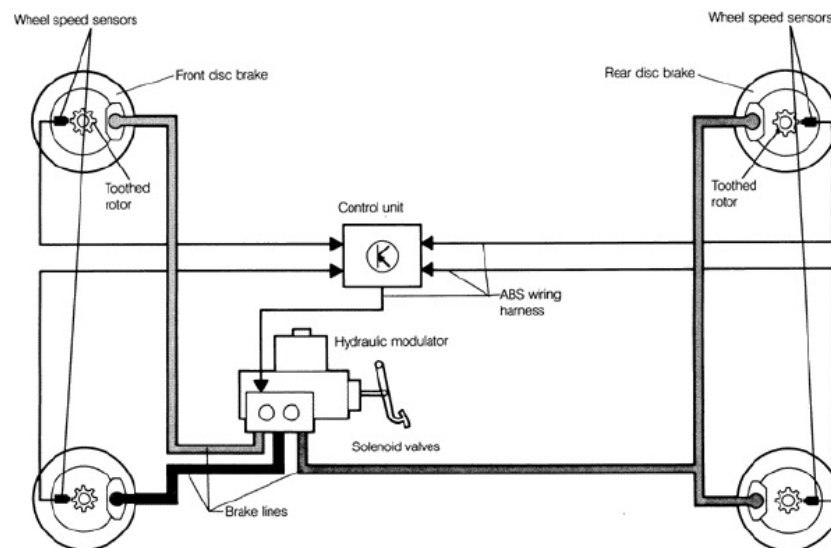 Wheel speed sensors
Wheel speed sensors
Front disc brake
Rear disc brake
Toothed
rotor
Toothed
rotor
Control unit
ABS wiring
harness
Hydraulic modulator
Solenoid valves
Brake lines